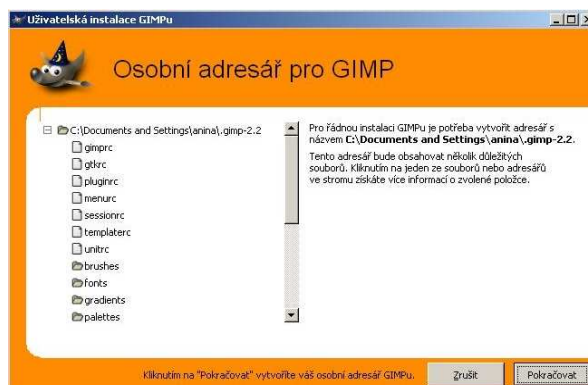 Uživatelská instalace GIMPu
Osobní adresář pro GIMP
C:\Documents and Settings\anina\.gimp-2.2
gimprc
gtkrc
pluginrc
menurc
sessionrc
templaterc
unitrc
brushes
fonts
gradients
palettes
Pro řádnou instalaci GIMPu je potřeba vytvořit adresář s
názvem C:\Documents and Settings\anina\.gimp-2.2.
Tento adresář bude obsahovat několik důležitých
souborů. Kliknutím na jeden ze souborů nebo adresářů
ve stromu získáte více informací o zvolené položce.
Kliknutím na "Pokračovat" vytvoříte váš osobní adresář GIMPu.
Zrušit
Pokračovat